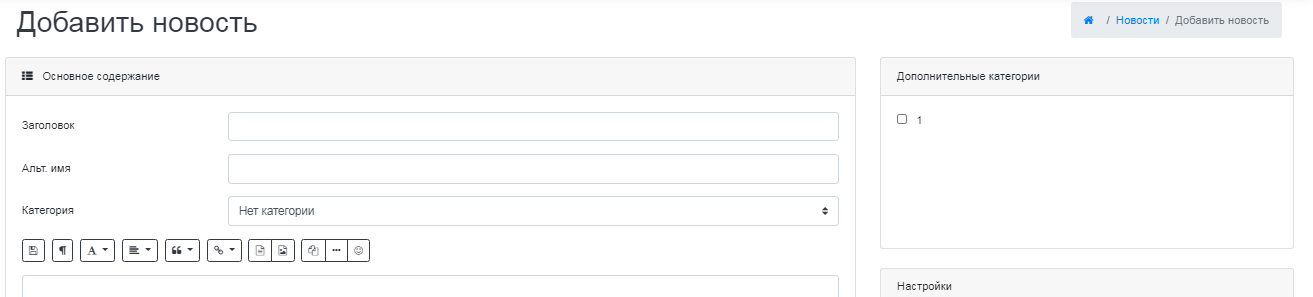 Добавить новость
/ Новости / Добавить новость
Основное содержание
Заголовок
Альт. имя
Категория
Нет категории
A
Дополнительные категории
1
Настройки